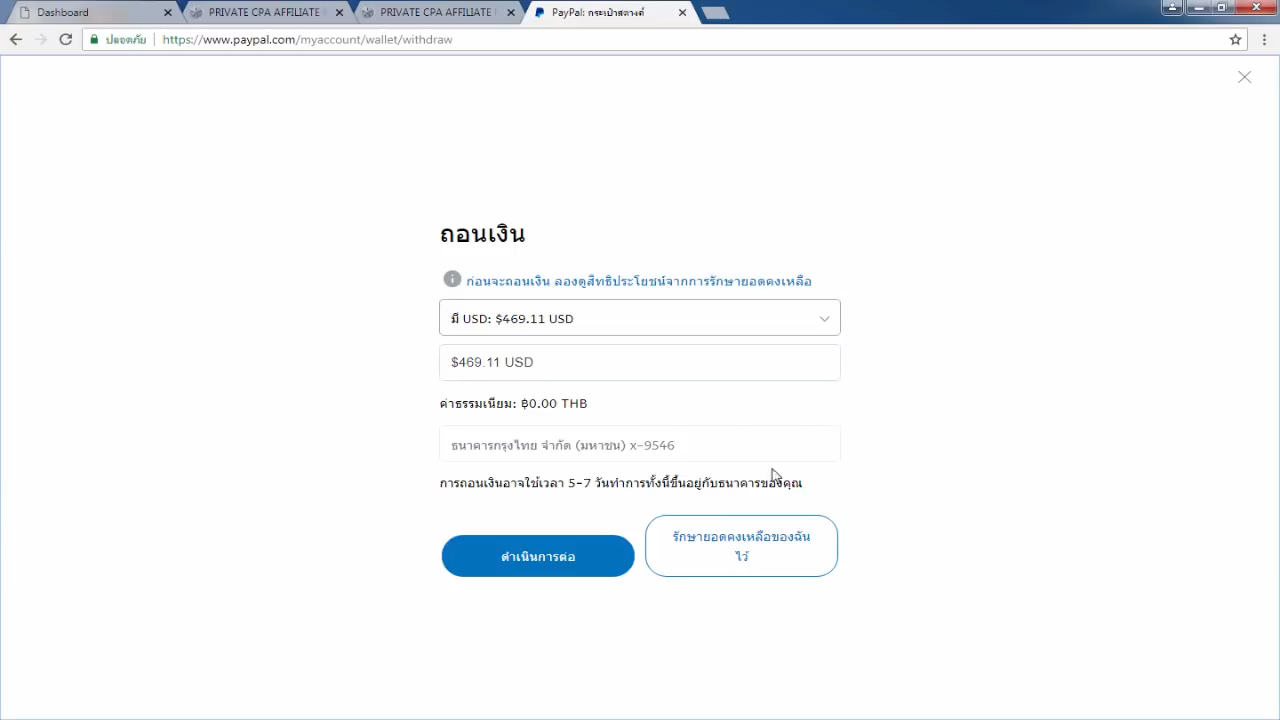 Dashboard
PRIVATE CPA AFFILIATE
PRIVATE CPA AFFILIATE
PayPal: กระเป๋าสตางค์
ปลอดภัย
https://www.paypal.com/myaccount/wallet/withdraw
ถอนเงิน
ก่อนจะถอนเงิน ลองดูสิทธิประโยชน์จากการรักษายอดคงเหลือ
มี USD: $469.11 USD
$469.11 USD
ค่าธรรมเนียม: ฿0.00 THB
ธนาคารกรุงไทย จำกัด (มหาชน) x-9546
การถอนเงินอาจใช้เวลา 5-7 วันทำการทั้งนี้ขึ้นอยู่กับธนาคารของคุณ
ดำเนินการต่อ
รักษายอดคงเหลือของฉัน
ไว้